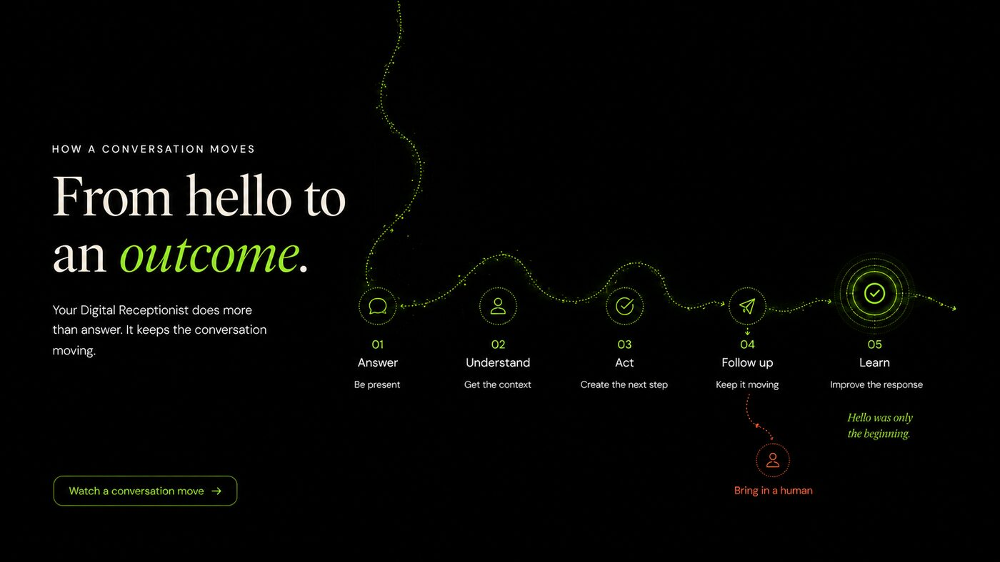 HOW A CONVERSATION MOVES
From hello to
an outcome.
Your Digital Receptionist does more
than answer. It keeps the conversation
moving.
Watch a conversation move →
01
Answer
Be present
02
Understand
Get the context
03
Act
Create the next step
04
Follow up
Keep it moving
Bring in a human
05
Learn
Improve the response
Hello was only
the beginning.